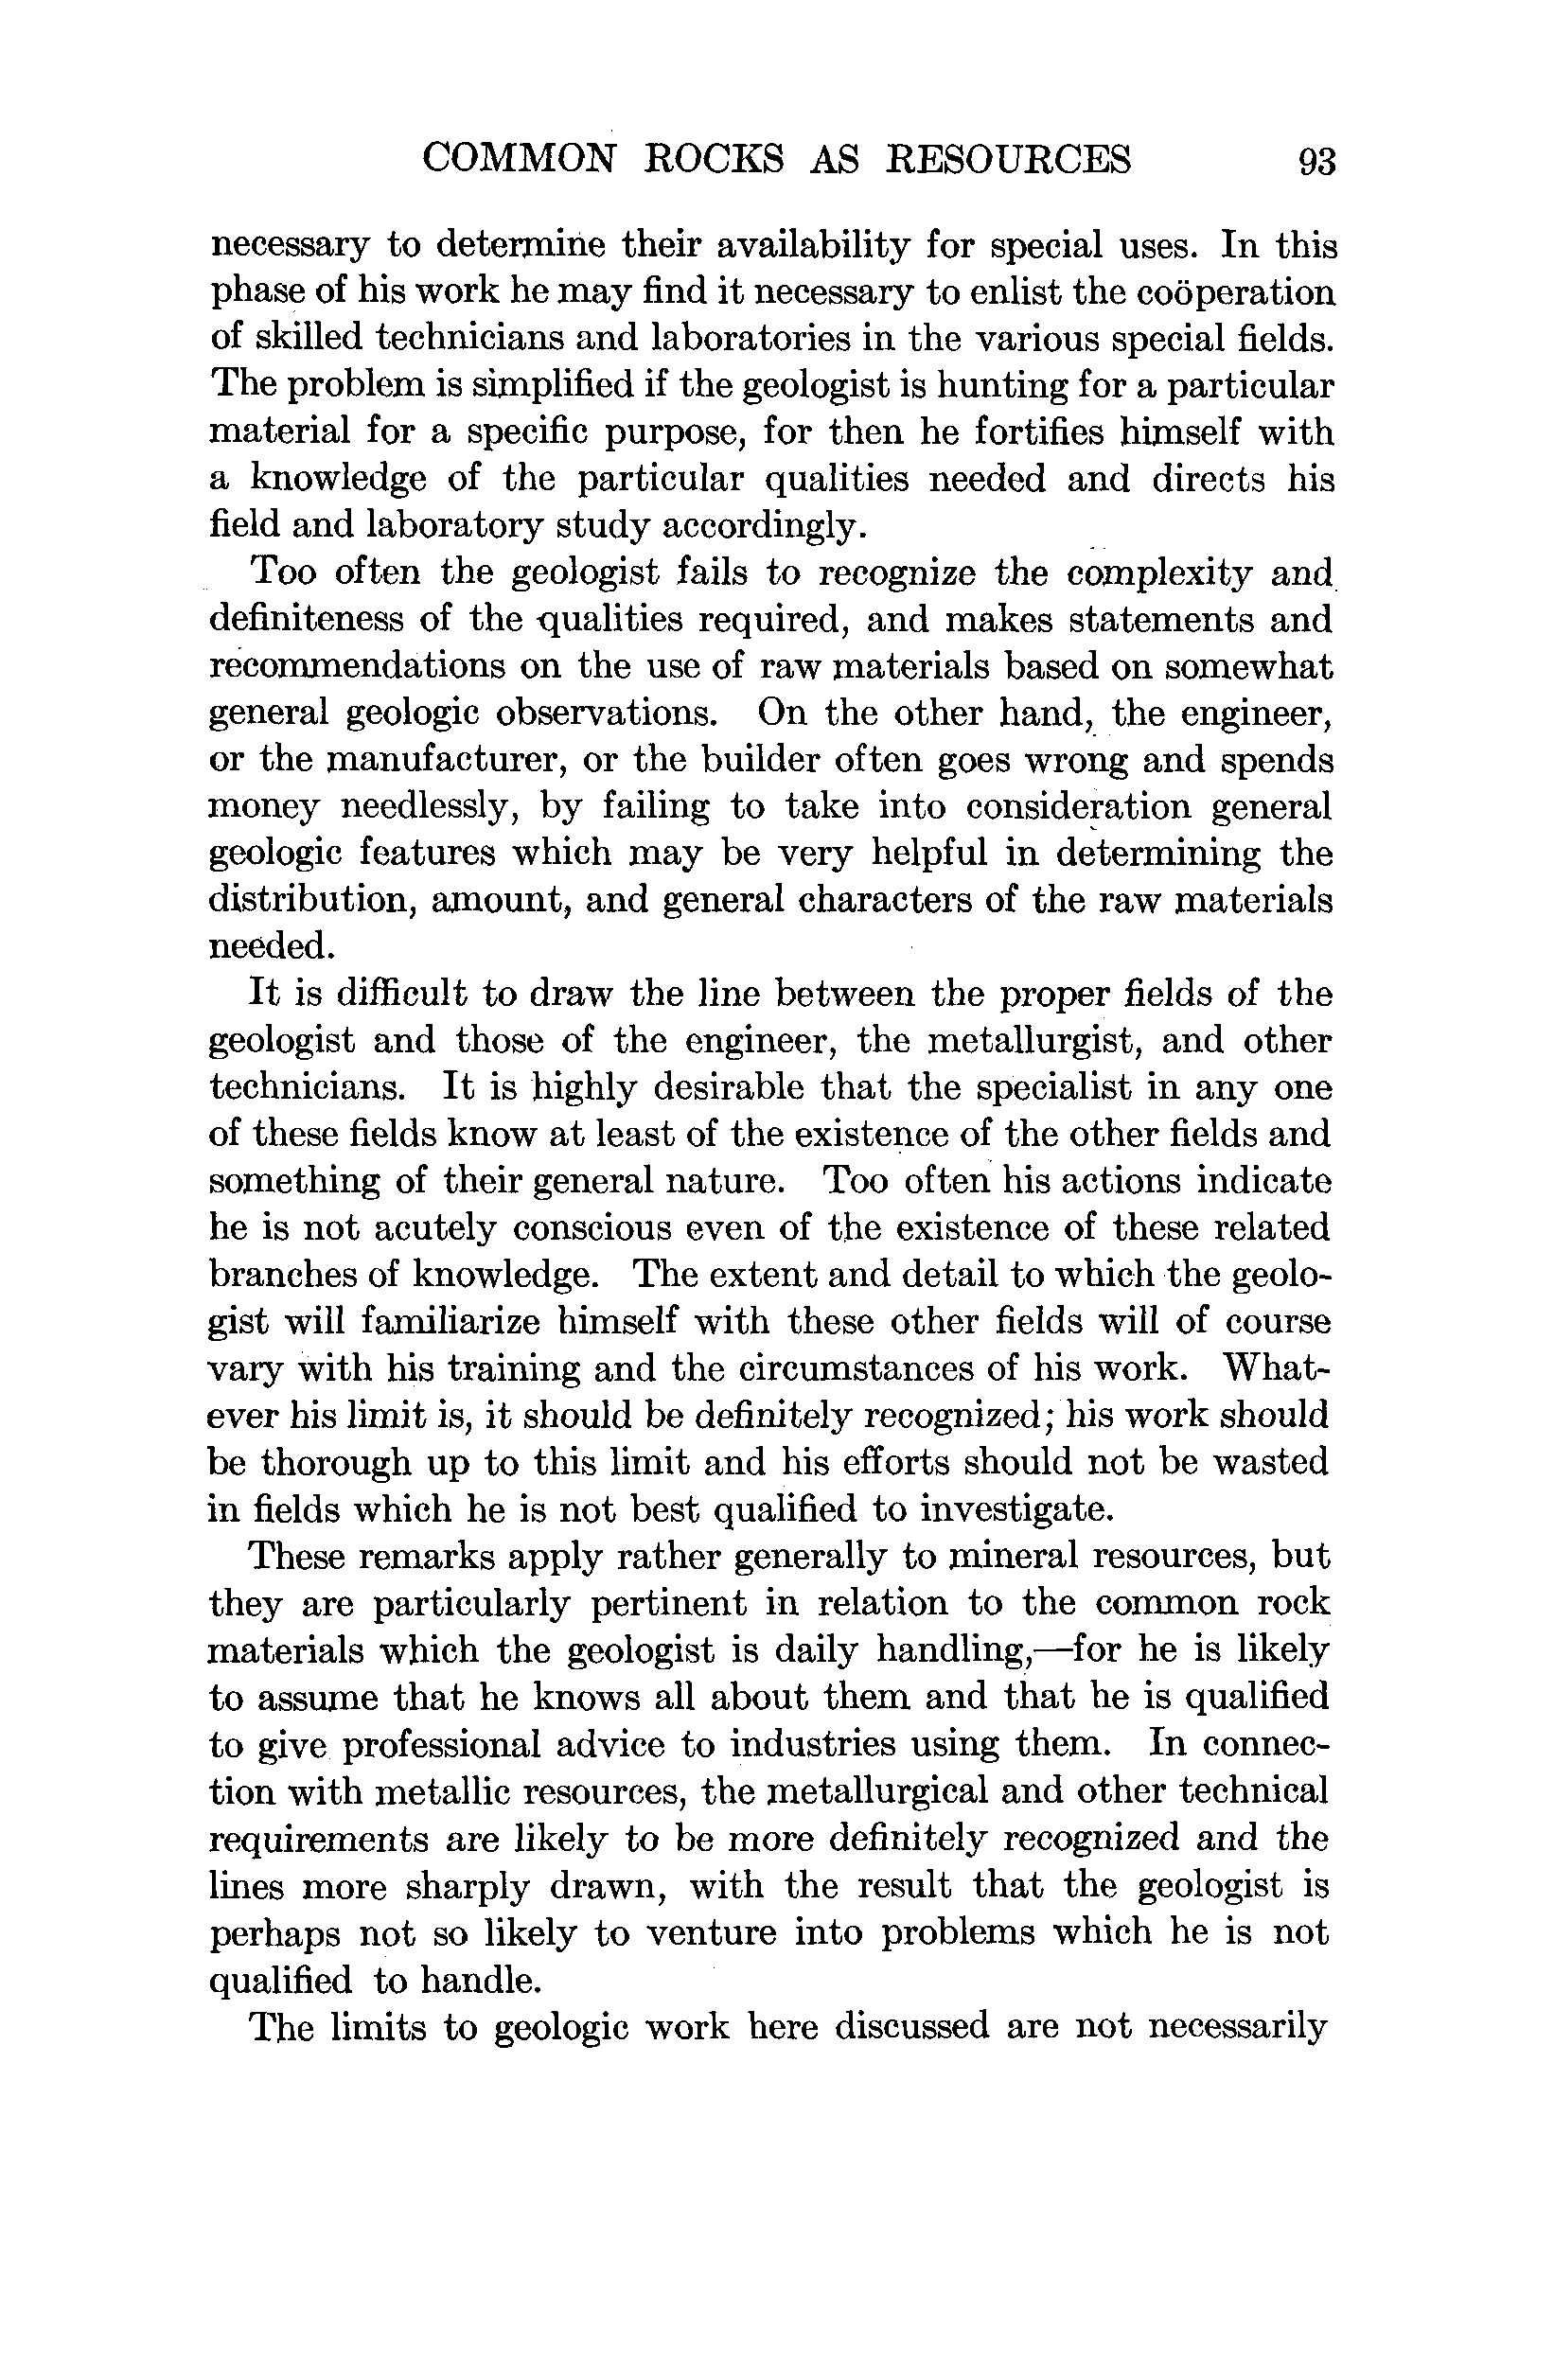 COMMON ROCKS AS RESOURCES 93
necessary to determine their availability for special uses. In this
phase of his work he may find it necessary to enlist the coöperation
of skilled technicians and laboratories in the various special fields.
The problem is simplified if the geologist is hunting for a particular
material for a specific purpose, for then he fortifies himself with
a knowledge of the particular qualities needed and directs his
field and laboratory study accordingly.
Too often the geologist fails to recognize the complexity and
definiteness of the qualities required, and makes statements and
recommendations on the use of raw materials based on somewhat
general geologic observations. On the other hand, the engineer,
or the manufacturer, or the builder often goes wrong and spends
money needlessly, by failing to take into consideration general
geologic features which may be very helpful in determining the
distribution, amount, and general characters of the raw materials
needed.
It is difficult to draw the line between the proper fields of the
geologist and those of the engineer, the metallurgist, and other
technicians. It is highly desirable that the specialist in any one
of these fields know at least of the existence of the other fields and
something of their general nature. Too often his actions indicate
he is not acutely conscious even of the existence of these related
branches of knowledge. The extent and detail to which the geolo-
gist will familiarize himself with these other fields will of course
vary with his training and the circumstances of his work. What-
ever his limit is, it should be definitely recognized; his work should
be thorough up to this limit and his efforts should not be wasted
in fields which he is not best qualified to investigate.
These remarks apply rather generally to mineral resources, but
they are particularly pertinent in relation to the common rock
materials which the geologist is daily handling,—for he is likely
to assume that he knows all about them and that he is qualified
to give professional advice to industries using them. In connec-
tion with metallic resources, the metallurgical and other technical
requirements are likely to be more definitely recognized and the
lines more sharply drawn, with the result that the geologist is
perhaps not so likely to venture into problems which he is not
qualified to handle.
The limits to geologic work here discussed are not necessarily